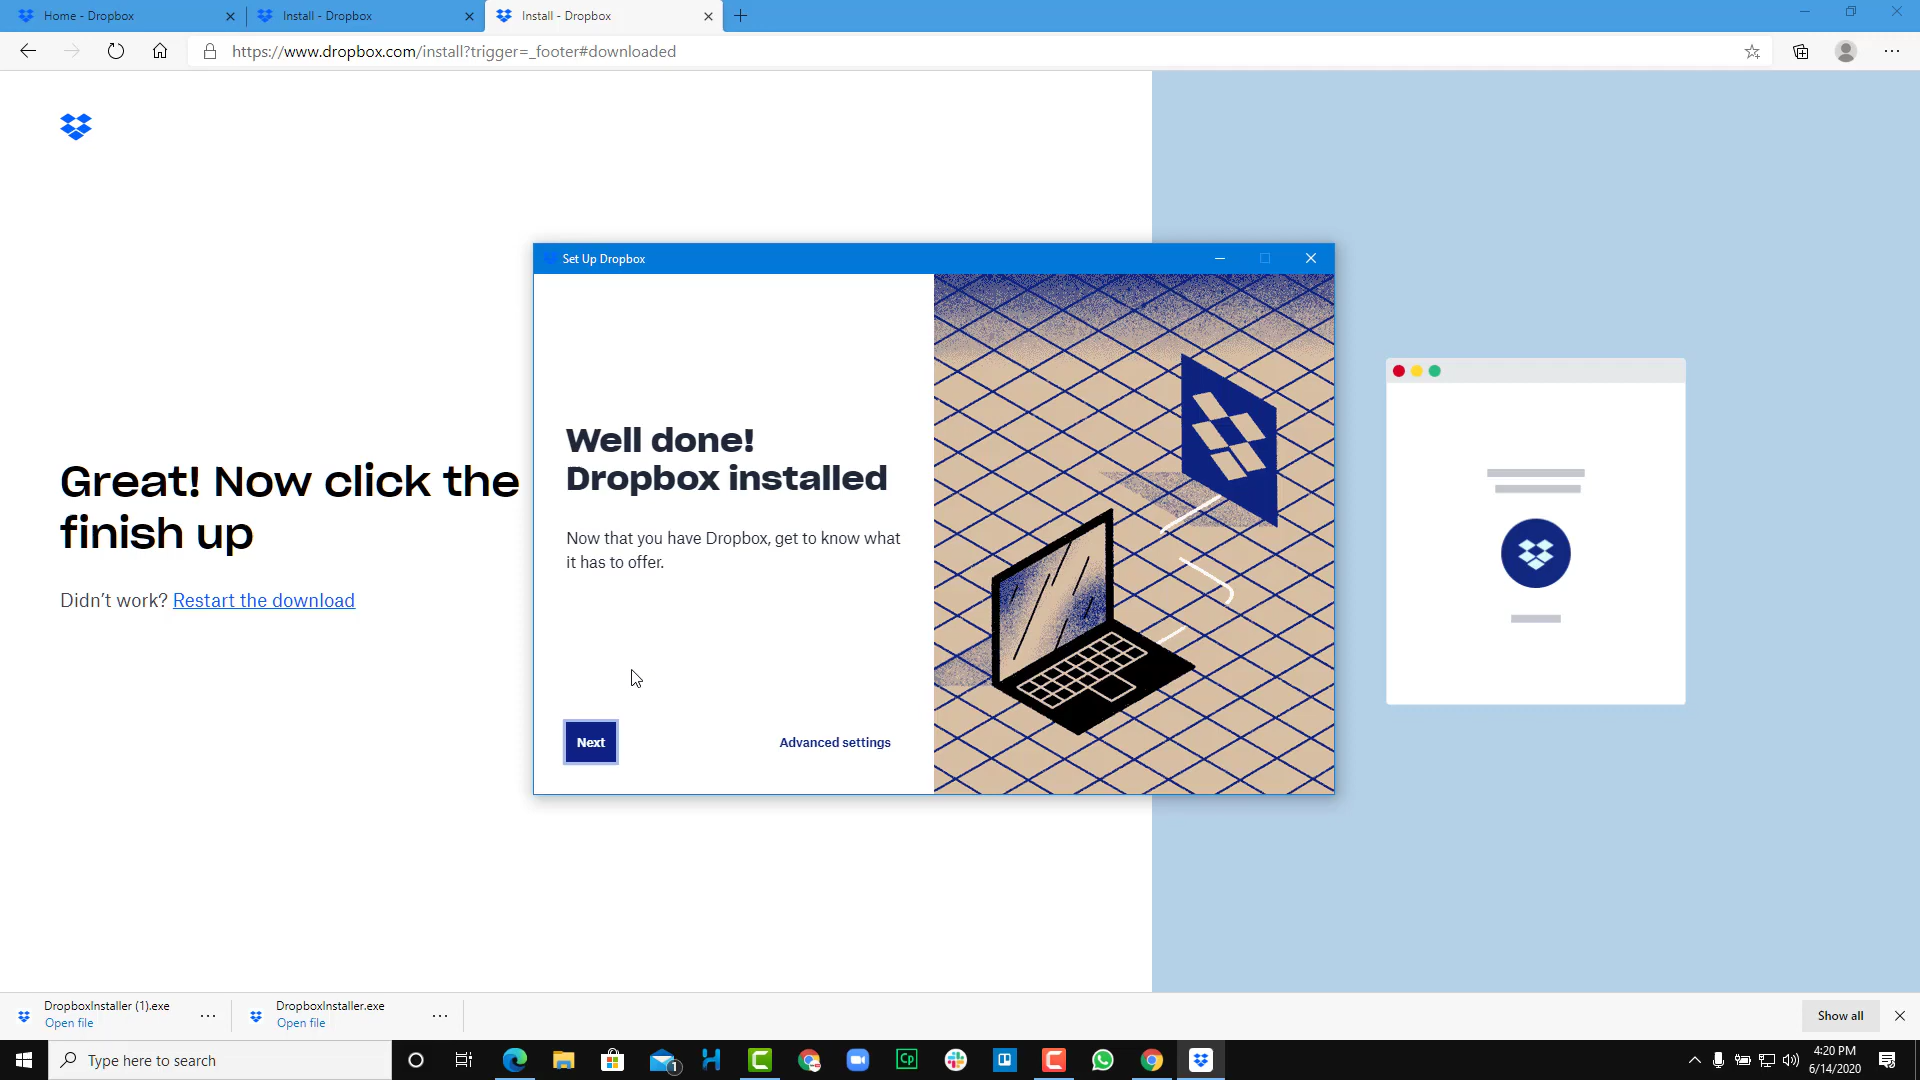 Home - Dropbox
Install - Dropbox
Install - Dropbox
https://www.dropbox.com/install?trigger=_footer#downloaded
Great! Now click the
finish up
Didn’t work? Restart the download
Set Up Dropbox
Well done!
Dropbox installed
Now that you have Dropbox, get to know what
it has to offer.
Next
Advanced settings
DropboxInstaller (1).exe
Open file
DropboxInstaller.exe
Open file
Show all
Type here to search
1
Cp
4:20 PM
6/14/2020